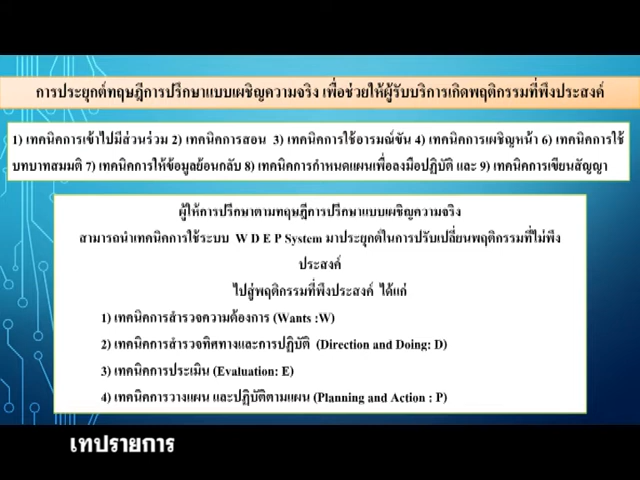 การประยุกต์ทฤษฎีการปรึกษาแบบเผชิญความจริง เพื่อช่วยให้ผู้รับบริการเกิดพฤติกรรมที่พึงประสงค์
1) เทคนิคการเข้าไปมีส่วนร่วม 2) เทคนิคการสอน 3) เทคนิคการใช้อารมณ์ขัน 4) เทคนิคการเผชิญหน้า 6) เทคนิคการใช้
บทบาทสมมติ 7) เทคนิคการให้ข้อมูลย้อนกลับ 8) เทคนิคการกำหนดแผนเพื่อลงมือปฏิบัติ และ 9) เทคนิคการเขียนสัญญา
ผู้ให้การปรึกษาตามทฤษฎีการปรึกษาแบบเผชิญความจริง
สามารถนำเทคนิคการใช้ระบบ W D E P System มาประยุกต์ในการปรับเปลี่ยนพฤติกรรมที่ไม่พึง
ประสงค์
ไปสู่พฤติกรรมที่พึงประสงค์ ได้แก่
1) เทคนิคการสำรวจความต้องการ (Wants :W)
2) เทคนิคการสำรวจทิศทางและการปฏิบัติ (Direction and Doing: D)
3) เทคนิคการประเมิน (Evaluation: E)
4) เทคนิคการวางแผน และปฏิบัติตามแผน (Planning and Action : P)
เทปรายการ